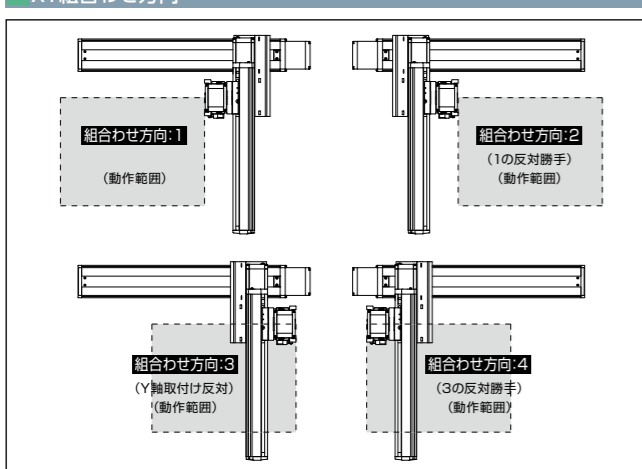 XY組合わせ方向
組合わせ方向:1
(動作範囲)
組合わせ方向:2
(1の反対勝手)
(動作範囲)
組合わせ方向:3
(Y軸取付け反対)
(動作範囲)
組合わせ方向:4
(3の反対勝手)
(動作範囲)